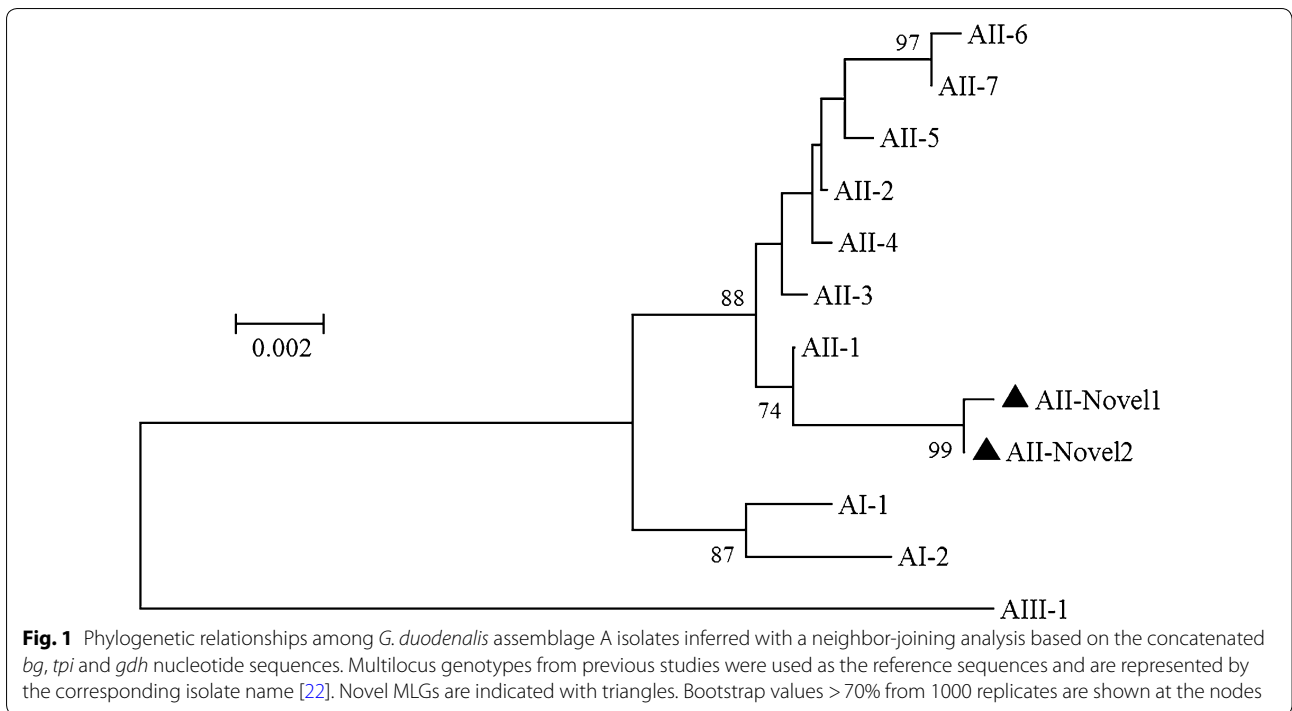 97
AII-6
AII-7
AII-5
AII-2
AII-4
88
AII-3
0.002
AII-1
74
▲ AII-Novel1
99
▲ AII-Novel2
AI-1
87
AI-2
AIII-1
Fig. 1 Phylogenetic relationships among G. duodenalis assemblage A isolates inferred with a neighbor-joining analysis based on the concatenated
bg, tpi and gdh nucleotide sequences. Multilocus genotypes from previous studies were used as the reference sequences and are represented by
the corresponding isolate name [22]. Novel MLGs are indicated with triangles. Bootstrap values > 70% from 1000 replicates are shown at the nodes